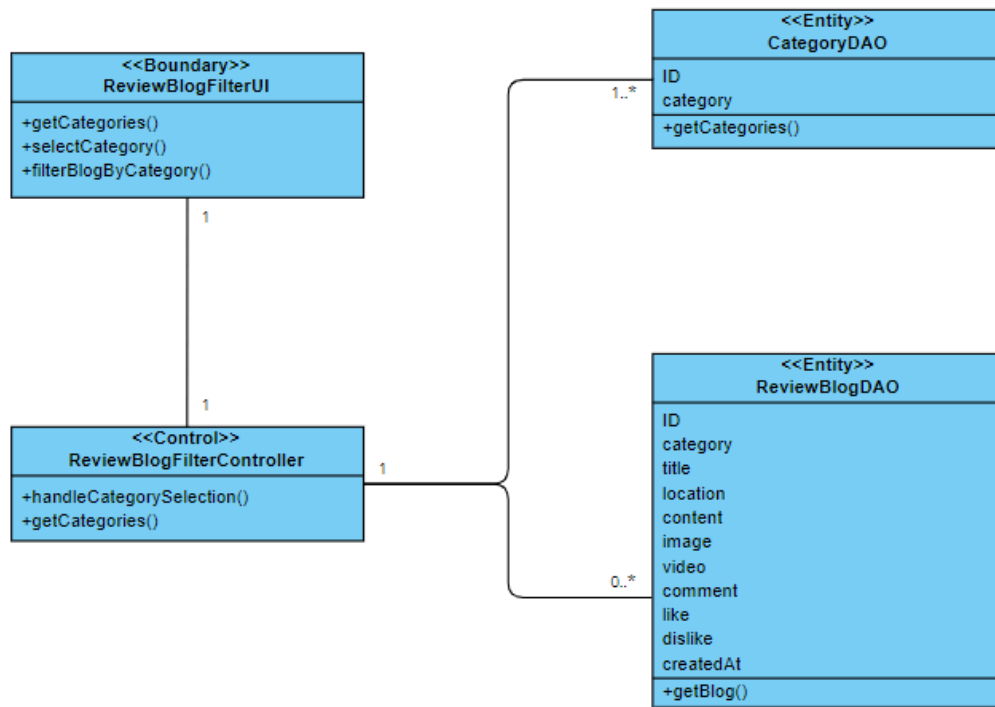 <<Boundary>>
ReviewBlogFilterUI
+getCategories()
+selectCategory()
+filterBlogByCategory()
1
1
<<Control>>
ReviewBlogFilterController
+handleCategorySelection()
+getCategories()
1
<<Entity>>
CategoryDAO
ID
category
+getCategories()
1..*
<<Entity>>
ReviewBlogDAO
ID
category
title
location
content
image
video
comment
like
dislike
createdAt
+getBlog()
0..*